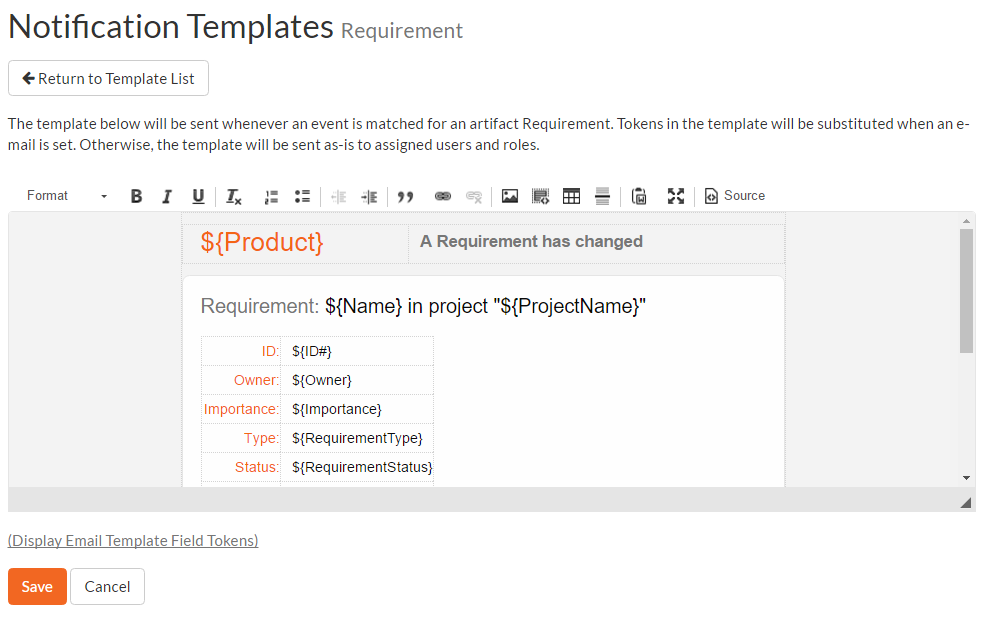 Notification Templates Requirement
Return to Template List
The template below will be sent whenever an event is matched for an artifact Requirement. Tokens in the template will be substituted when an e-
mail is set. Otherwise, the template will be sent as-is to assigned users and roles.
Format B I U Ix Source
${Product} A Requirement has changed
Requirement: ${Name} in project "${ProjectName}"
ID: ${ID#}
Owner: ${Owner}
Importance: ${Importance}
Type: ${RequirementType}
Status: ${RequirementStatus}
(Display Email Template Field Tokens)
Save Cancel